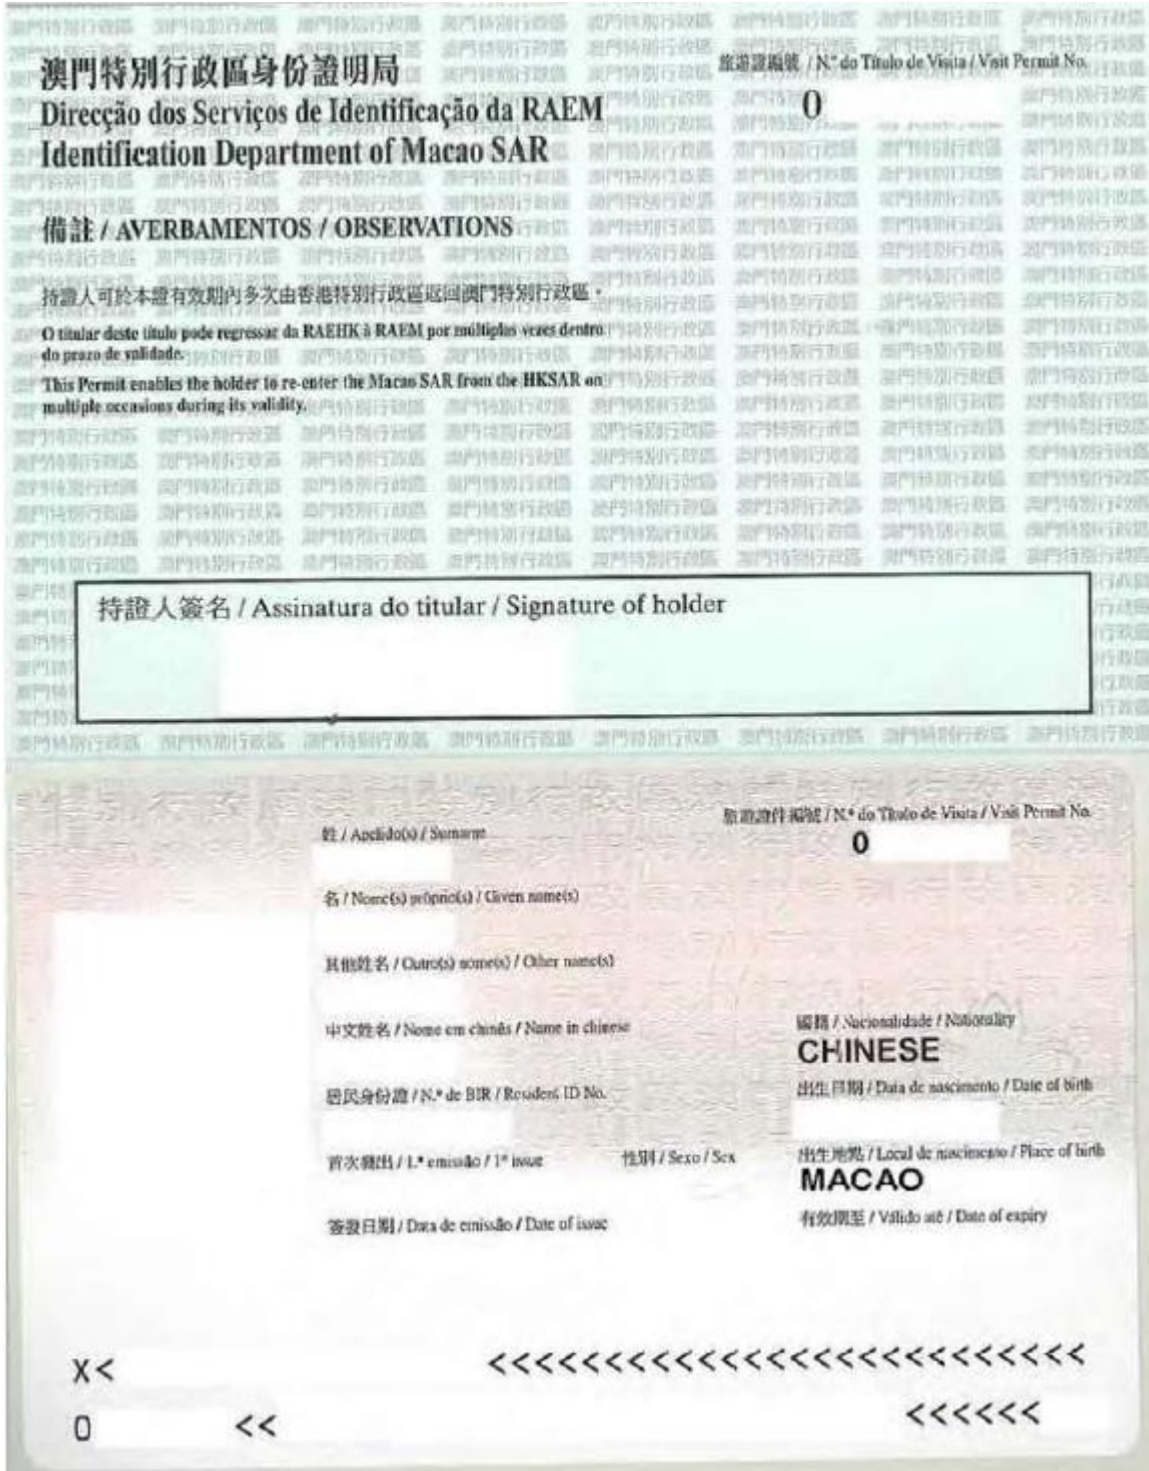 澳門特別行政區身份證明局
Direcção dos Serviços de Identificação da RAEM
Identification Department of Macao SAR
旅遊證編號 / N.º do Título de Visita / Visit Permit No.
0
備註 / AVERBAMENTOS / OBSERVATIONS
持證人可於本證有效期內多次由香港特別行政區返回澳門特別行政區。
O titular deste título pode regressar da RAEHK à RAEM por múltiplas vezes dentro
do prazo de validade.
This Permit enables the holder to re-enter the Macao SAR from the HKSAR on
multiple occasions during its validity.
持證人簽名 / Assinatura do titular / Signature of holder
旅遊證件編號 / N.º do Título de Visita / Visit Permit No.
0
姓 / Apelido(s) / Surname
名 / Nome(s) próprio(s) / Given name(s)
其他姓名 / Outro(s) nome(s) / Other name(s)
中文姓名 / Nome em chinês / Name in chinese
國籍 / Nacionalidade / Nationality
CHINESE
居民身份證 / N.º de BIR / Resident ID No.
出生日期 / Data de nascimento / Date of birth
首次發出 / 1.ª emissão / 1ª issue
性別 / Sexo / Sex
出生地點 / Local de nascimento / Place of birth
MACAO
簽發日期 / Data de emissão / Date of issue
有效期至 / Válido até / Date of expiry
X< <<<<<<<<<<<<<<<<<<<<<<<<<<<
0 << <<<<<<